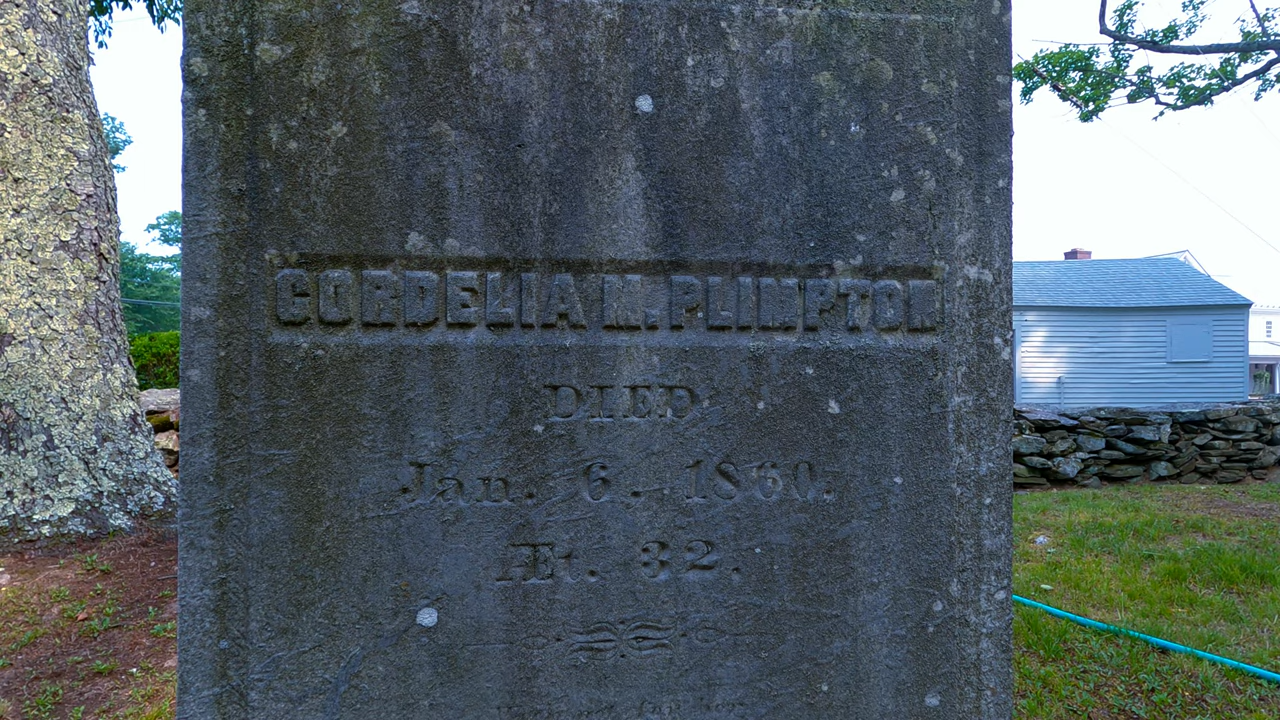 CORDELIA M. PLIMPTON
DIED
Jan. 6. 1860.
Æt. 32.